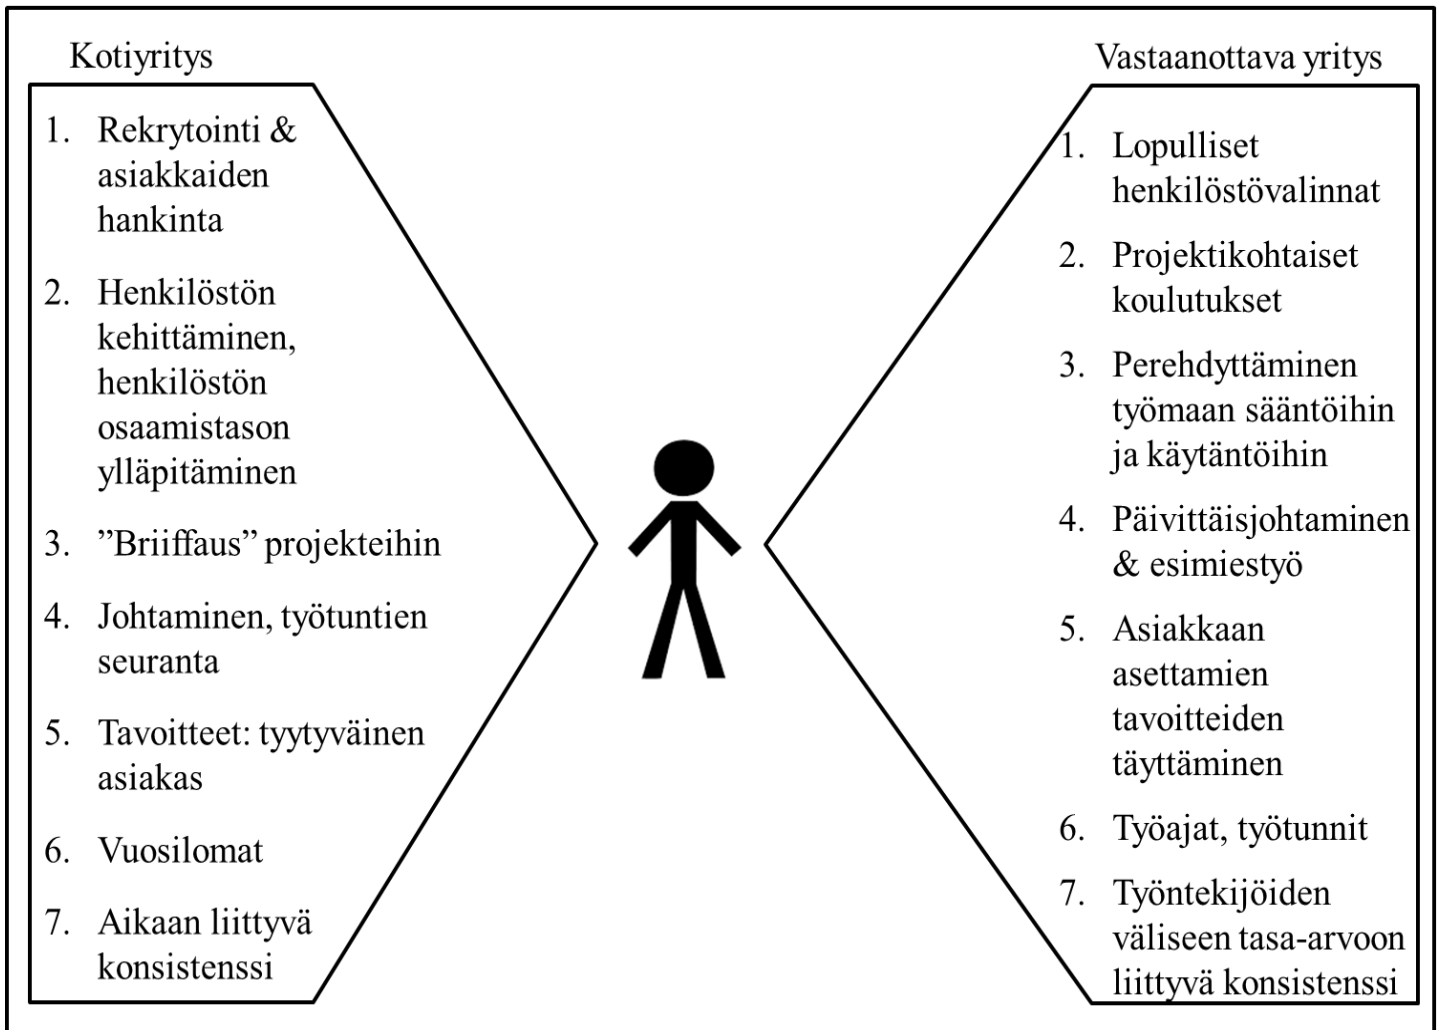 Kotiyritys
1. Rekrytointi &
asiakkaiden
hankinta
2. Henkilöstön
kehittäminen,
henkilöstön
osaamistason
ylläpitäminen
3. ”Briiffaus” projekteihin
4. Johtaminen, työtuntien
seuranta
5. Tavoitteet: tyytyväinen
asiakas
6. Vuosilomat
7. Aikaan liittyvä
konsistenssi
Vastaanottava yritys
1. Lopulliset
henkilöstövalinnat
2. Projektikohtaiset
koulutukset
3. Perehdyttäminen
työmaan sääntöihin
ja käytäntöihin
4. Päivittäisjohtaminen
& esimiestyö
5. Asiakkaan
asettamien
tavoitteiden
täyttäminen
6. Työajat, työtunnit
7. Työntekijöiden
väliseen tasa-arvoon
liittyvä konsistenssi